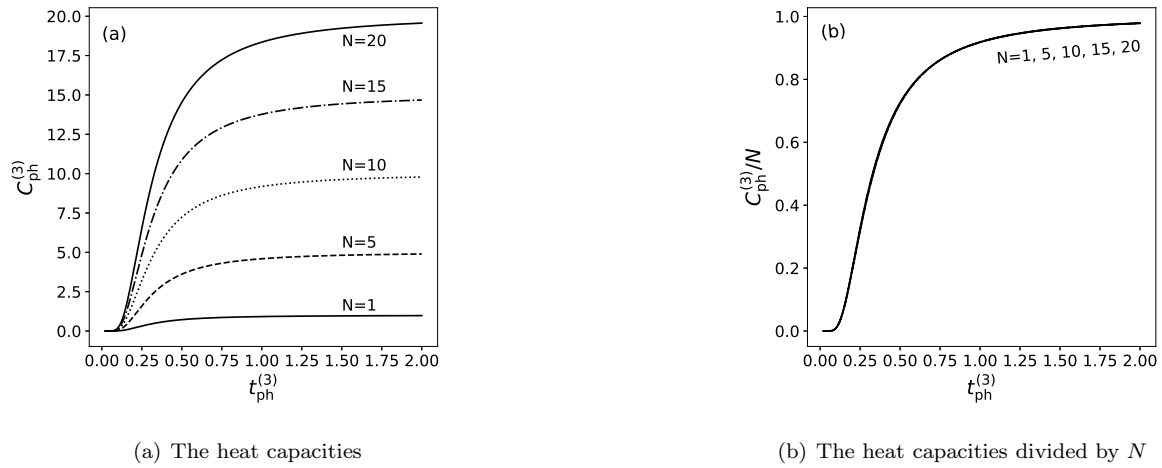 (a)
20.0
17.5
15.0
12.5
10.0
7.5
5.0
2.5
0.0
C_ph^(3)
N=20
N=15
N=10
N=5
N=1
0.00 0.25 0.50 0.75 1.00 1.25 1.50 1.75 2.00
t_ph^(3)
(a) The heat capacities
(b)
1.0
0.8
0.6
0.4
0.2
0.0
C_ph^(3)/N
N=1, 5, 10, 15, 20
0.00 0.25 0.50 0.75 1.00 1.25 1.50 1.75 2.00
t_ph^(3)
(b) The heat capacities divided by N